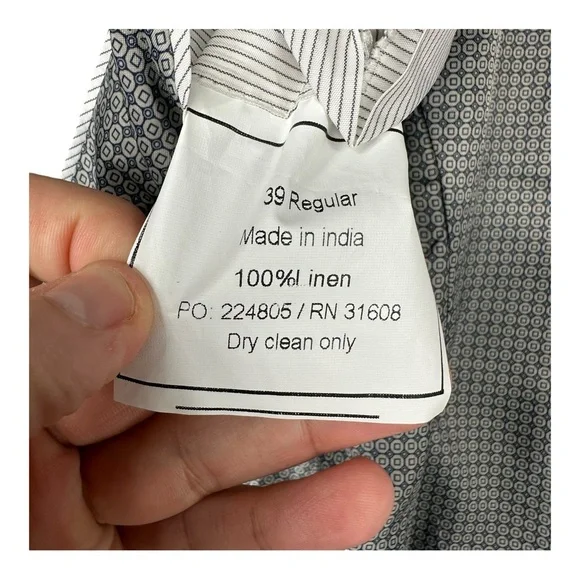 39 Regular
Made in india
100%linen
PO: 224805 / RN 31608
Dry clean only